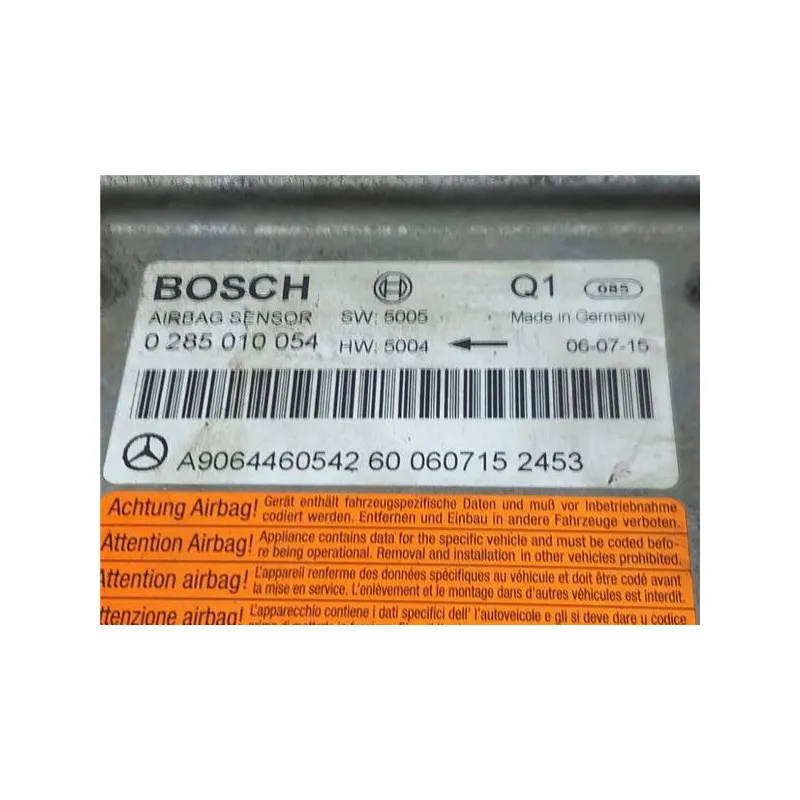 BOSCH Q1 085
AIRBAG SENSOR SW: 5005 Made in Germany
0 285 010 054 HW: 5004 06-07-15
A9064460542 60 060715 2453
Achtung Airbag! Gerät enthält fahrzeugspezifische Daten und muß vor Inbetriebnahme
codiert werden. Entfernen und Einbau in andere Fahrzeuge verboten.
Attention Airbag! Appliance contains data for the specific vehicle and must be coded befo-
re being operational. Removal and installation in other vehicles prohibited.
Attention airbag! L'appareil renferme des données spécifiques au véhicule et doit être codé avant
la mise en service. L'enlèvement et le montage dans d'autres véhicules est interdit.
ttenzione airbag! L'apparecchio contiene i dati specifici dell' l'autoveicole e gli si deve dare u codice